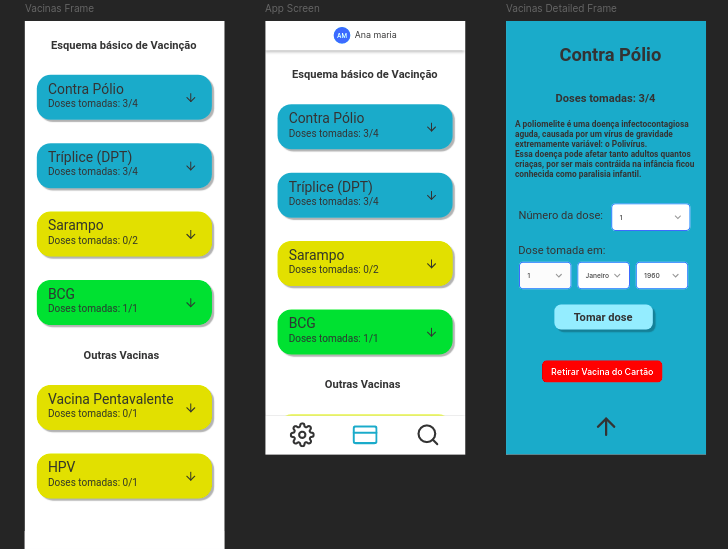 Vacinas Frame
Esquema básico de Vacinção
Contra Pólio
Doses tomadas: 3/4
Tríplice (DPT)
Doses tomadas: 3/4
Sarampo
Doses tomadas: 0/2
BCG
Doses tomadas: 1/1
Outras Vacinas
Vacina Pentavalente
Doses tomadas: 0/1
HPV
Doses tomadas: 0/1
App Screen
AM Ana maria
Esquema básico de Vacinção
Contra Pólio
Doses tomadas: 3/4
Tríplice (DPT)
Doses tomadas: 3/4
Sarampo
Doses tomadas: 0/2
BCG
Doses tomadas: 1/1
Outras Vacinas
Vacinas Detailed Frame
Contra Pólio
Doses tomadas: 3/4
A poliomelite é uma doença infectocontagiosa
aguda, causada por um vírus de gravidade
extremamente variável: o Polivírus.
Essa doença pode afetar tanto adultos quantos
criaças, por ser mais contráida na infância ficou
conhecida como paralisia infantil.
Número da dose: 1
Dose tomada em:
1 Janeiro 1960
Tomar dose
Retirar Vacina do Cartão